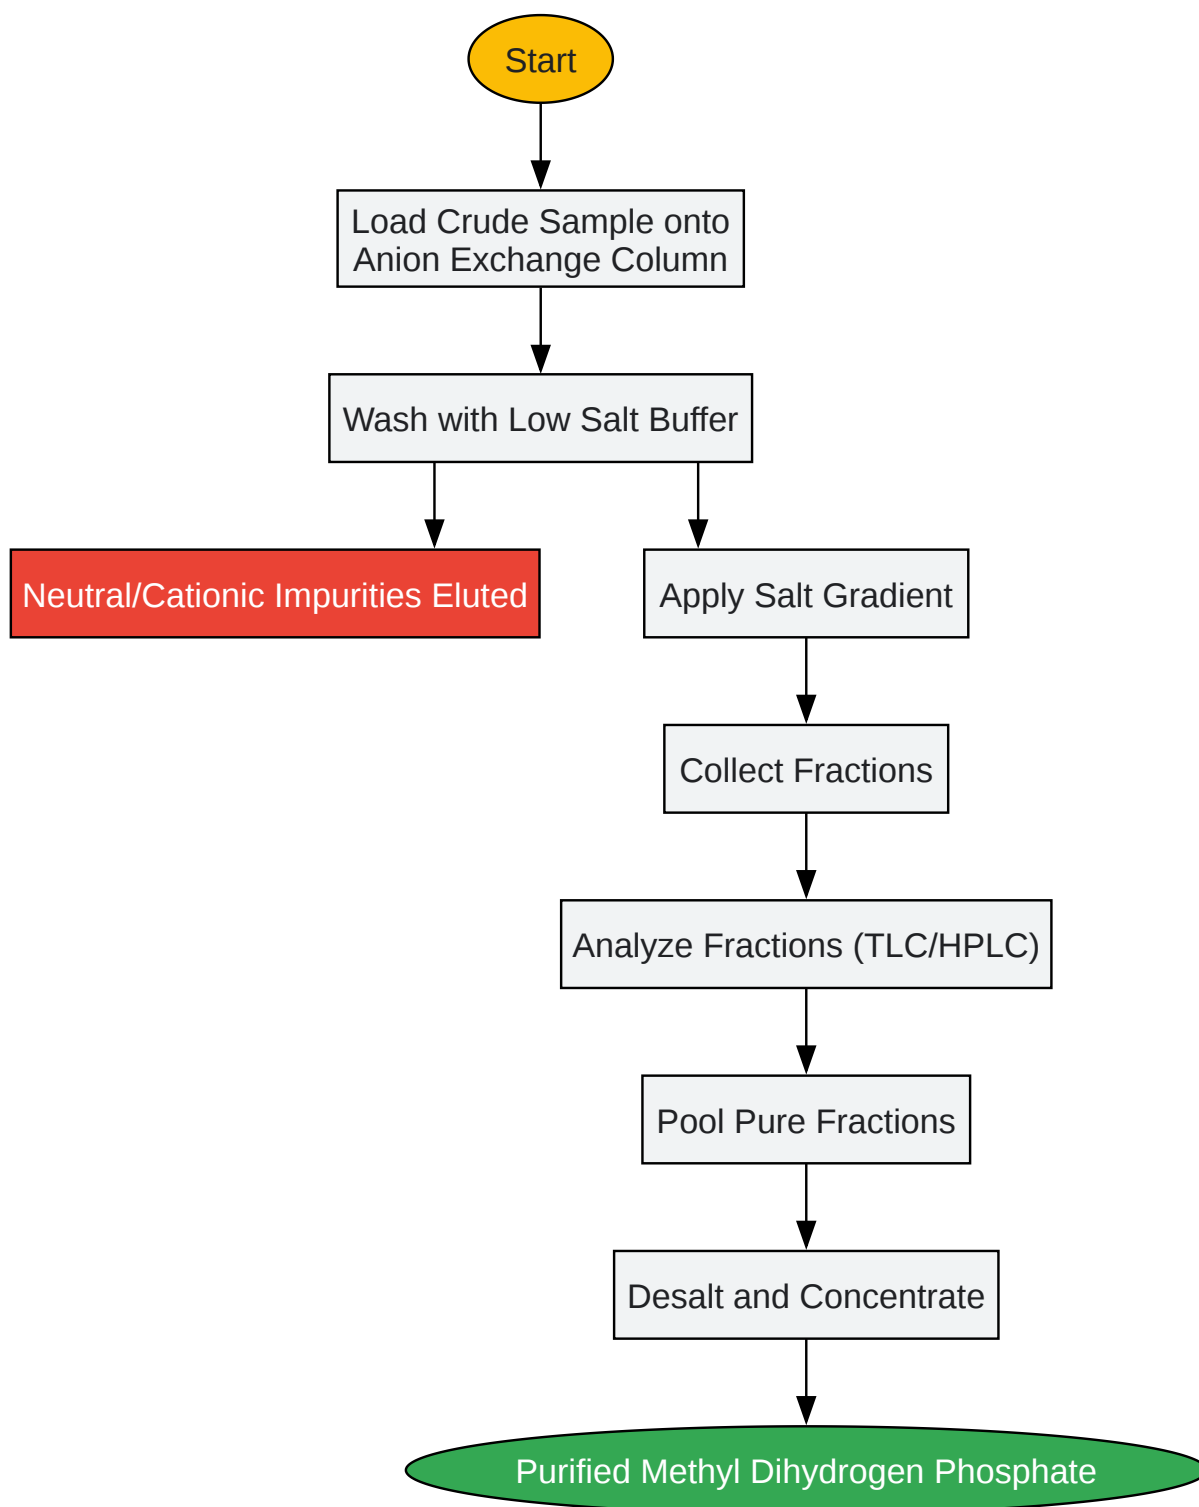 Start
Load Crude Sample onto
Anion Exchange Column
Wash with Low Salt Buffer
Neutral/Cationic Impurities Eluted
Apply Salt Gradient
Collect Fractions
Analyze Fractions (TLC/HPLC)
Pool Pure Fractions
Desalt and Concentrate
Purified Methyl Dihydrogen Phosphate